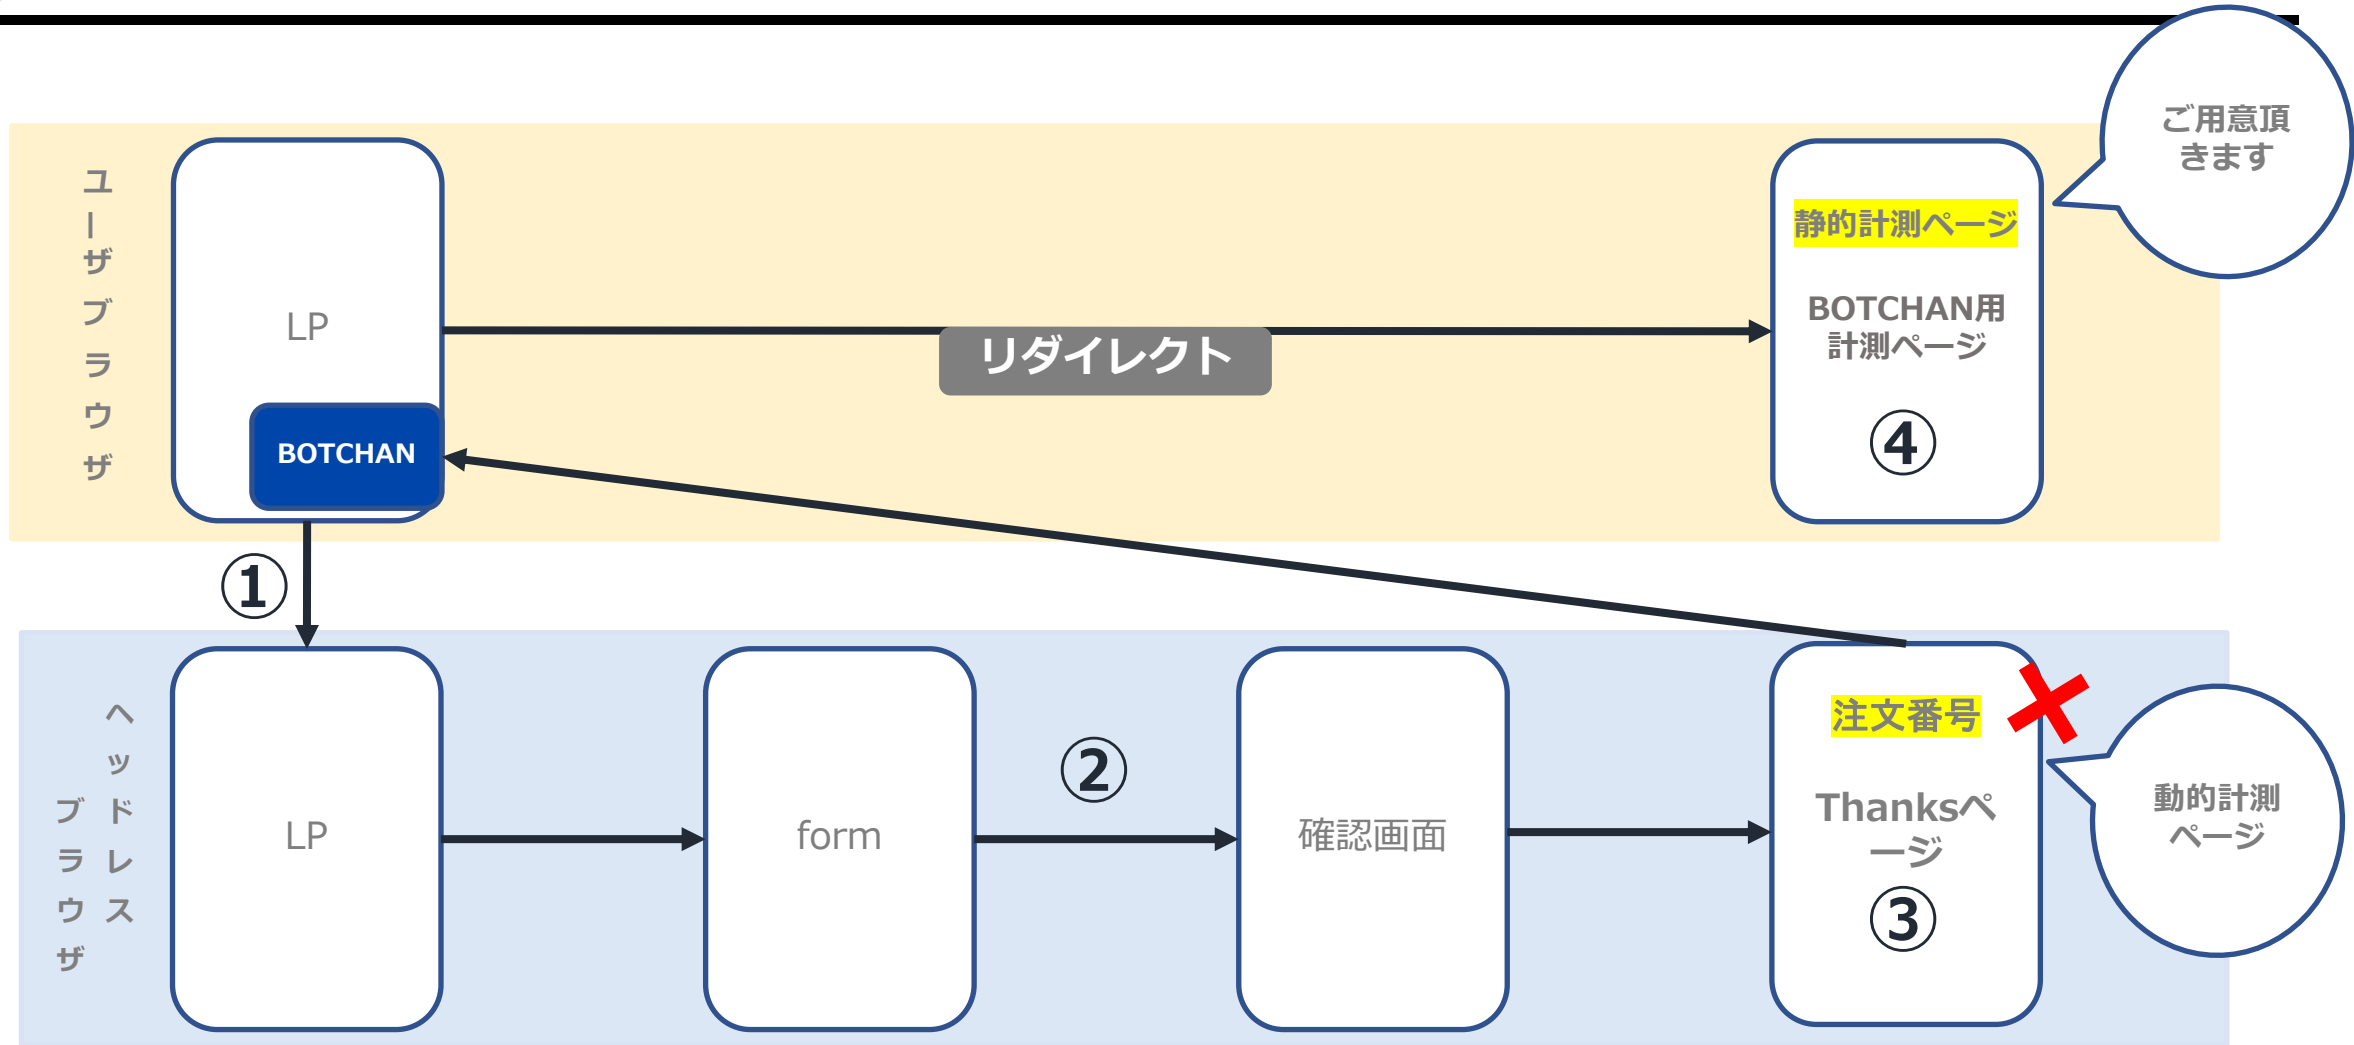 ご用意頂
きます
ユーザブラウザ
LP
BOTCHAN
リダイレクト
静的計測ページ
BOTCHAN用
計測ページ
④
①
ヘッドレス
ブラウザ
LP
form
②
確認画面
注文番号
Thanksペ
ージ
③
動的計測
ページ